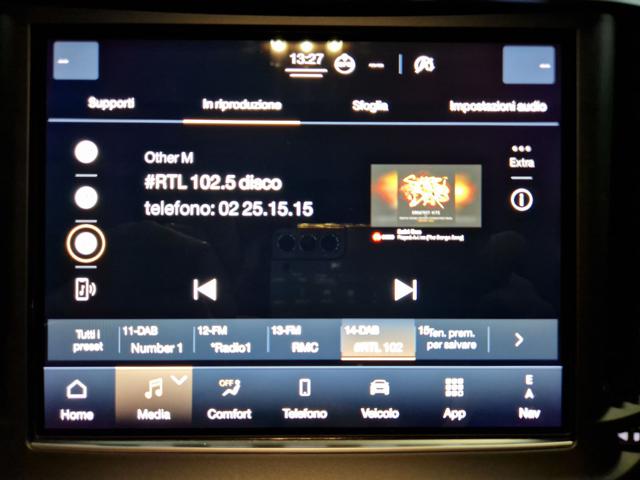 13:27
Supporti
In riproduzione
Sfoglia
Impostazioni audio
Other M
#RTL 102.5 disco
telefono: 02 25.15.15
Extra
Tutti i preset
11-DAB
Number 1
12-FM
*Radio1
13-FM
RMC
14-DAB
#RTL 102
15
Ten. prem. per salvare
Home
Media
OFF
Comfort
Telefono
Veicolo
App
E
A
Nav